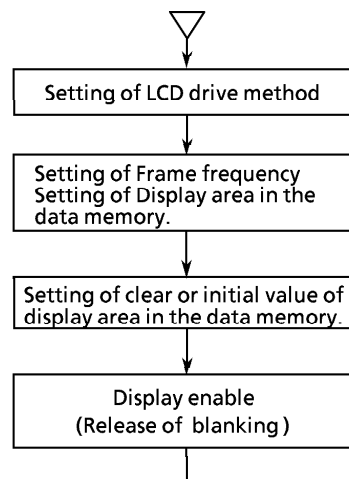 Setting of LCD drive method
Setting of Frame frequency
Setting of Display area in the
data memory.
Setting of clear or initial value of
display area in the data memory.
Display enable
(Release of blanking)